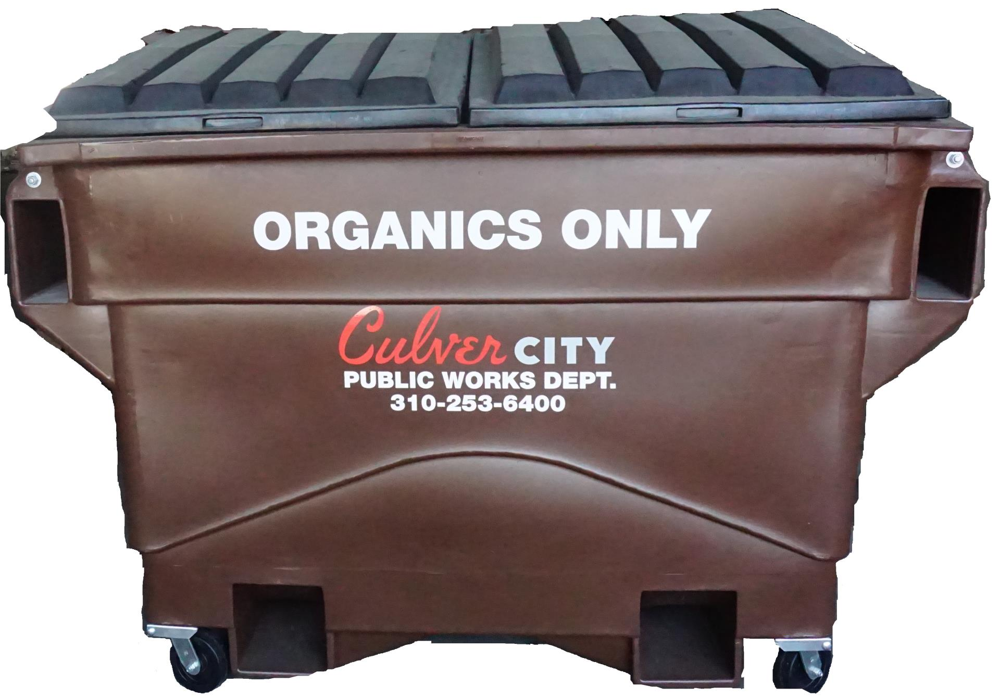 ORGANICS ONLY
Culver CITY
PUBLIC WORKS DEPT.
310-253-6400